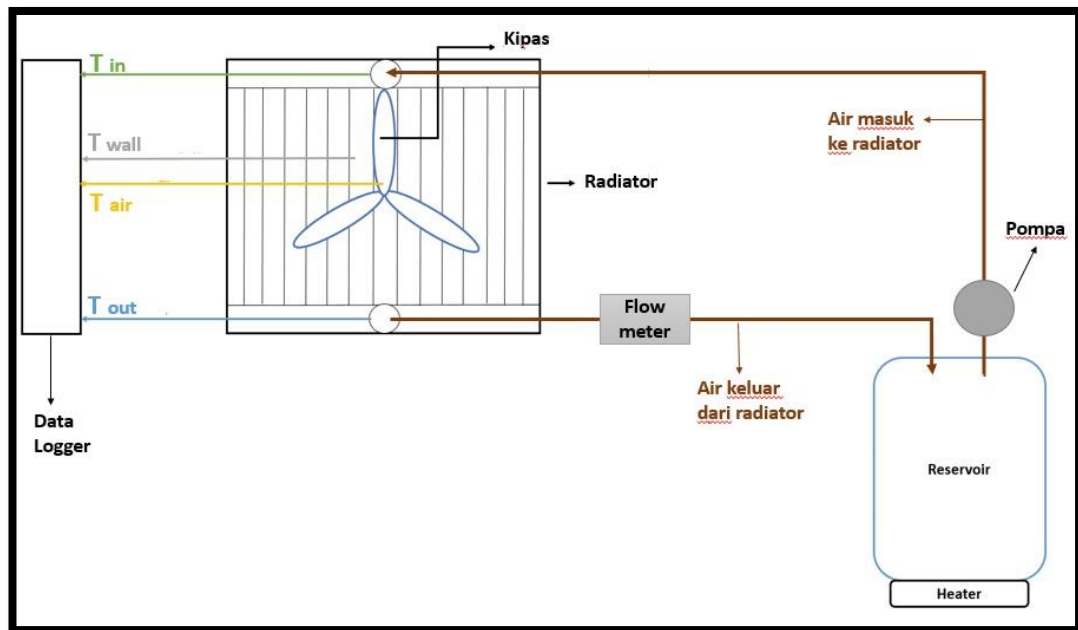 Kipas
T in
T wall
T air
T out
Radiator
Air masuk
ke radiator
Pompa
Flow
meter
Air keluar
dari radiator
Data
Logger
Reservoir
Heater